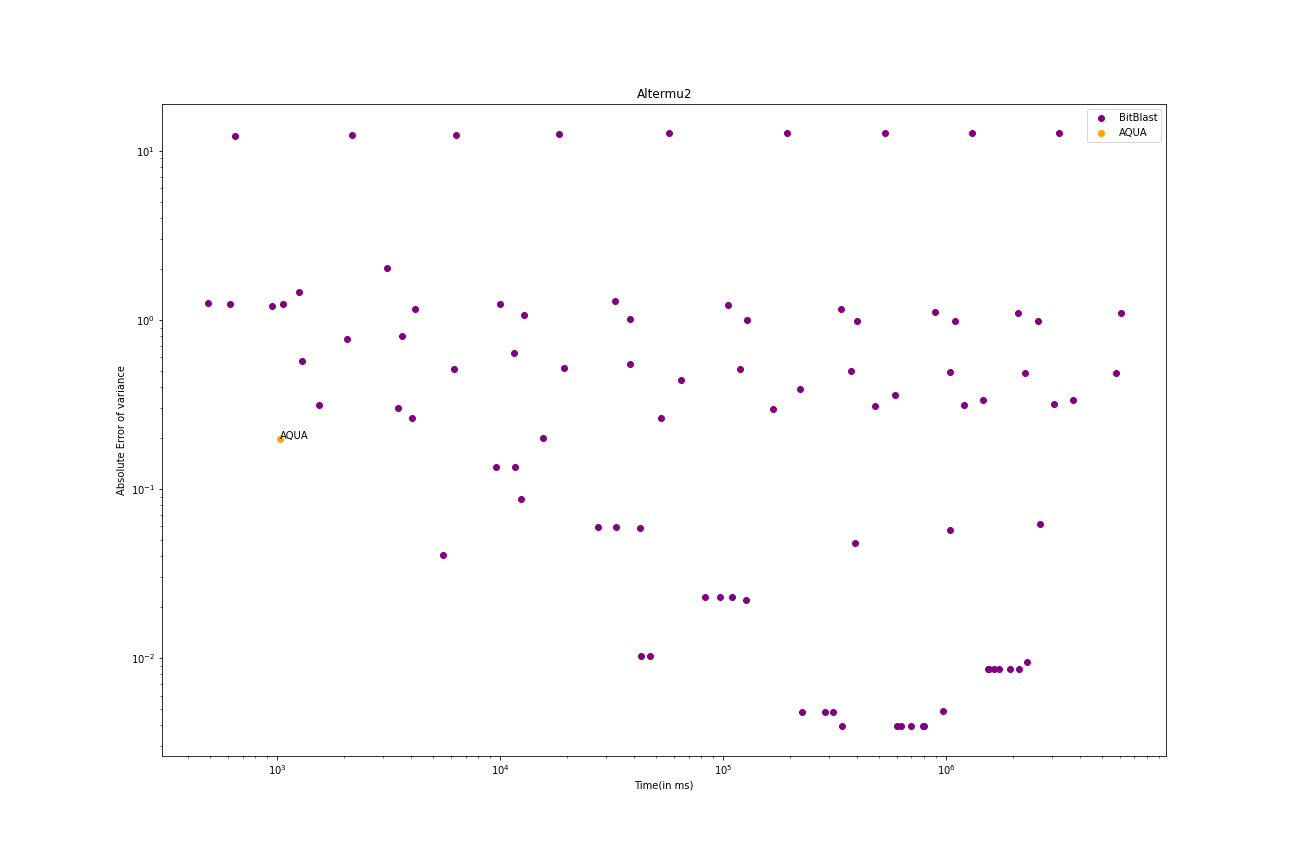 Altermu2
BitBlast
AQUA
10¹
10⁰
10⁻¹
10⁻²
Absolute Error of variance
AQUA
10³
10⁴
10⁵
10⁶
Time(in ms)